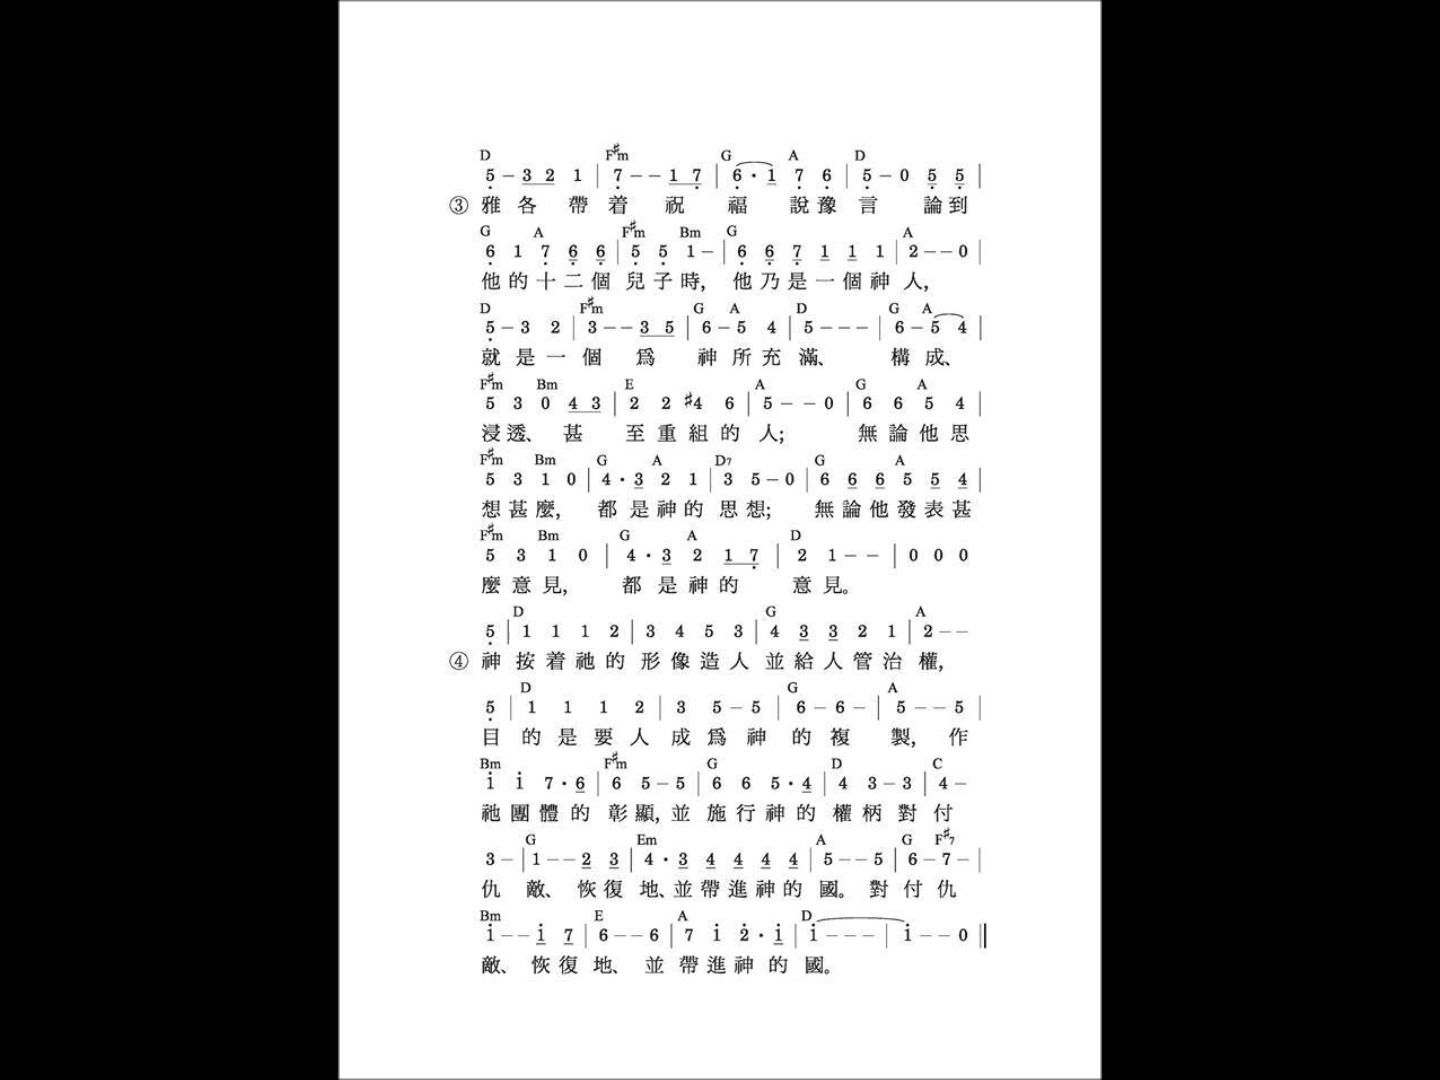 D F♯m G A D
5 – 3 2 1 | 7 – – 1 7 | 6 · 1 7 6 | 5 – 0 5 5 |
③ 雅各帶着祝福說豫言論到
G A F♯m Bm G A
6 1 7 6 6 | 5 5 1 – | 6 6 7 1 1 1 | 2 – – 0 |
他的十二個兒子時，他乃是一個神人，
D F♯m G A D G A
5 – 3 2 | 3 – – 3 5 | 6 – 5 4 | 5 – – – | 6 – 5 4 |
就是一個爲神所充滿、構成、
F♯m Bm E A G A
5 3 0 4 3 | 2 2 ♯4 6 | 5 – – 0 | 6 6 5 4 |
浸透、甚至重組的人；無論他思
F♯m Bm G A D7 G A
5 3 1 0 | 4 · 3 2 1 | 3 5 – 0 | 6 6 6 5 5 4 |
想甚麼，都是神的思想；無論他發表甚
F♯m Bm G A D
5 3 1 0 | 4 · 3 2 1 7 | 2 1 – – | 0 0 0
麼意見，都是神的意見。
D G A
5 | 1 1 1 2 | 3 4 5 3 | 4 3 3 2 1 | 2 – –
④ 神按着祂的形像造人並給人管治權，
D G A
5 | 1 1 1 2 | 3 5 – 5 | 6 – 6 – | 5 – – 5 |
目的是要人成爲神的複製，作
Bm F♯m G D C
1 1 7 · 6 | 6 5 – 5 | 6 6 5 · 4 | 4 3 – 3 | 4 –
祂團體的彰顯，並施行神的權柄對付
G Em A G F♯7
3 – | 1 – – 2 3 | 4 · 3 4 4 4 4 | 5 – – 5 | 6 – 7 – |
仇敵、恢復地、並帶進神的國。對付仇
Bm E A D
1 – – 1 7 | 6 – – 6 | 7 1 2 · 1 | 1 – – – | 1 – – 0 ‖
敵、恢復地、並帶進神的國。